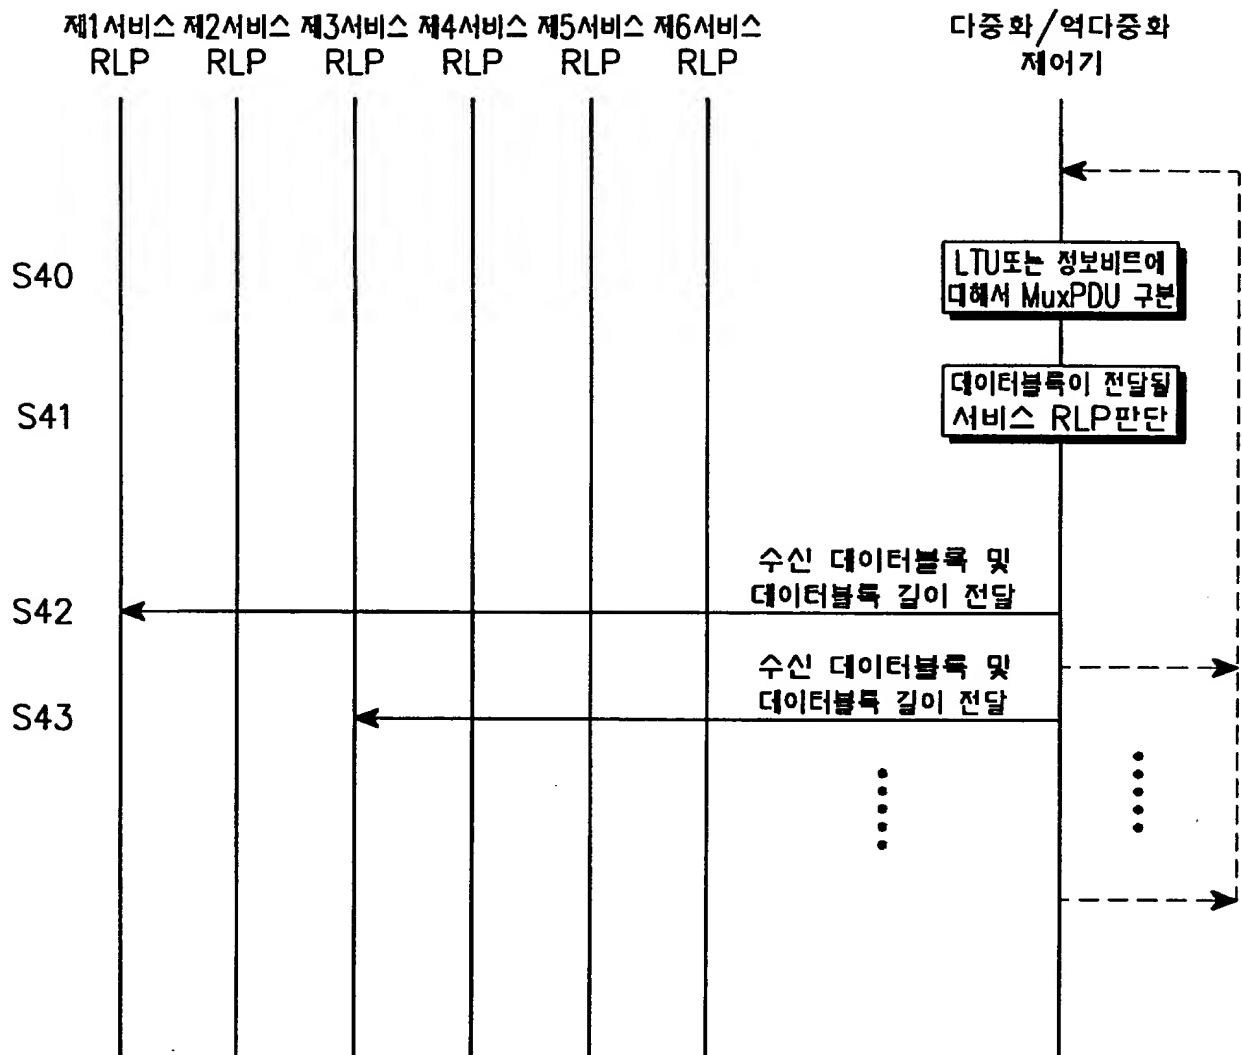 제1서비스 제2서비스 제3서비스 제4서비스 제5서비스 제6서비스
RLP RLP RLP RLP RLP RLP
다중화/역다중화
제어기
S40
LTU또는 정보비트에
대해서 MuxPDU 구분
S41
데이터블록이 전달될
서비스 RLP판단
수신 데이터블록 및
데이터블록 길이 전달
S42
수신 데이터블록 및
데이터블록 길이 전달
S43